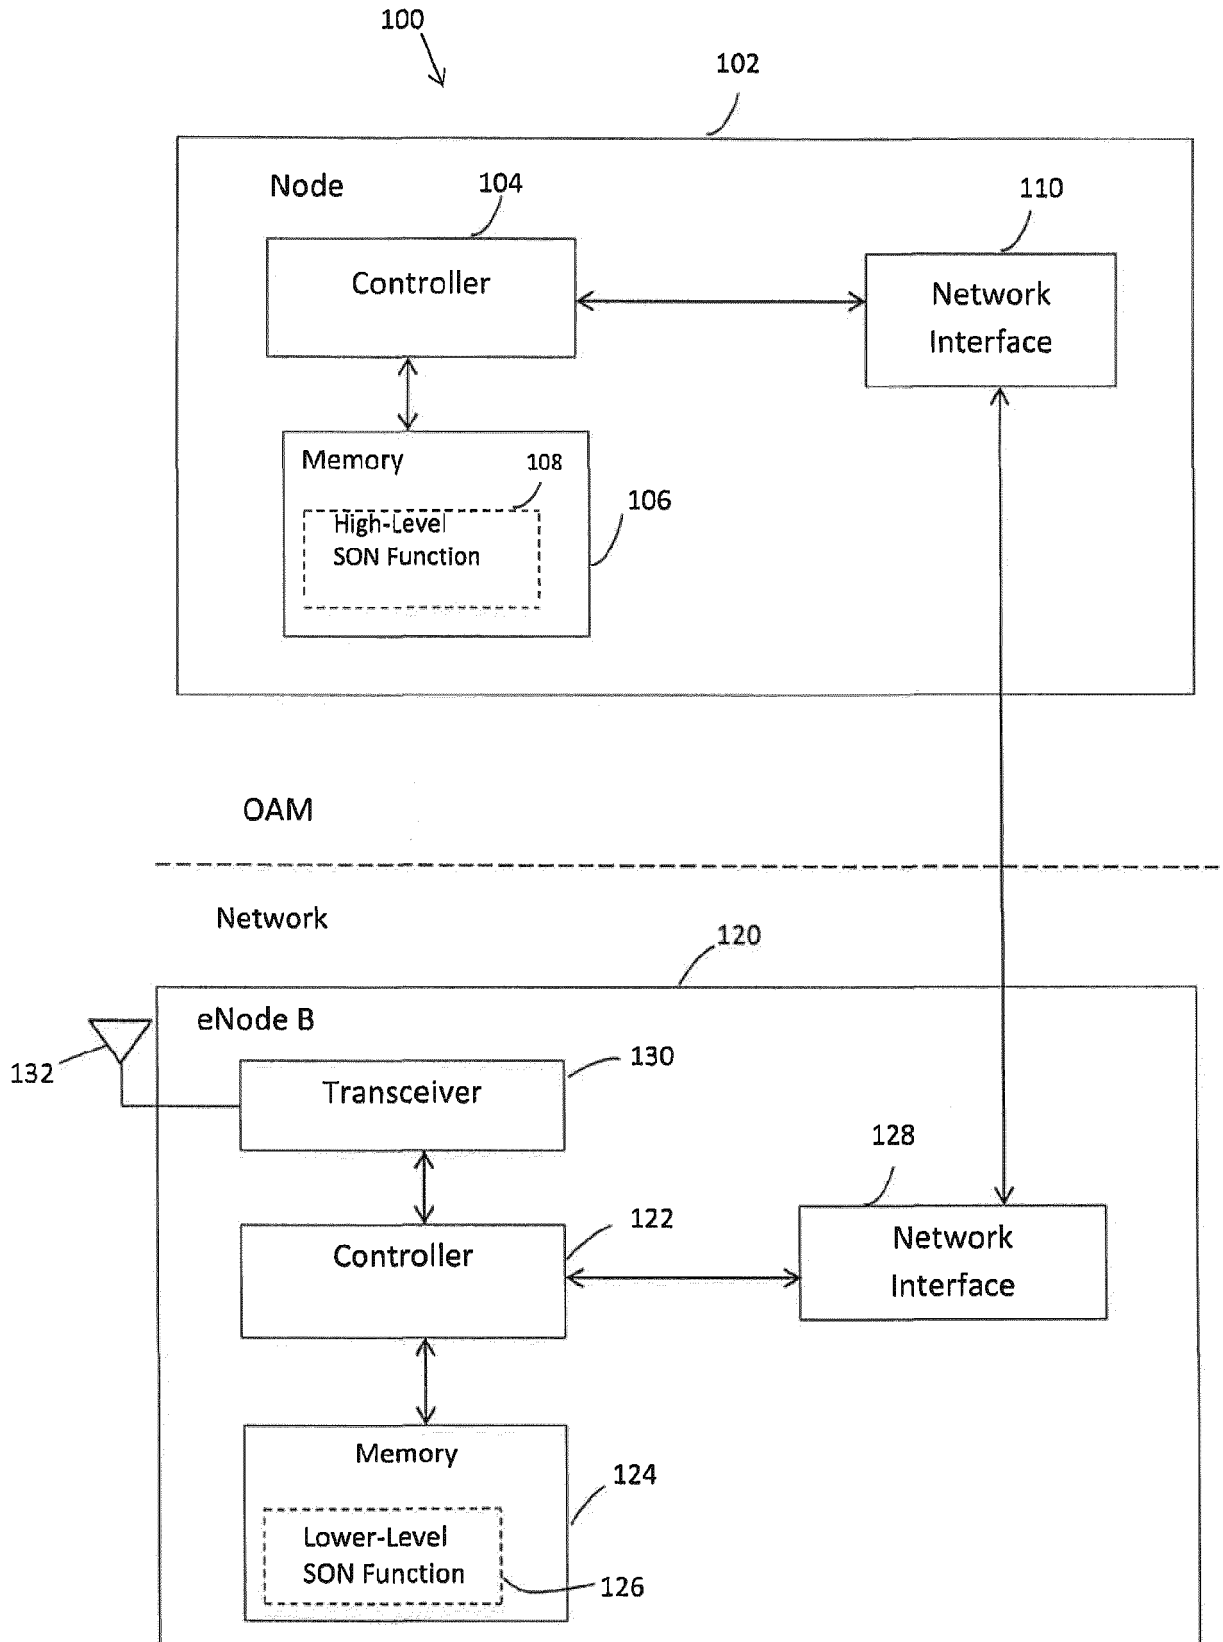 100
102
Node
104
110
Controller
Network
Interface
Memory
108
106
High-Level
SON Function
OAM
Network
120
eNode B
132
130
Transceiver
128
122
Controller
Network
Interface
Memory
124
Lower-Level
SON Function
126